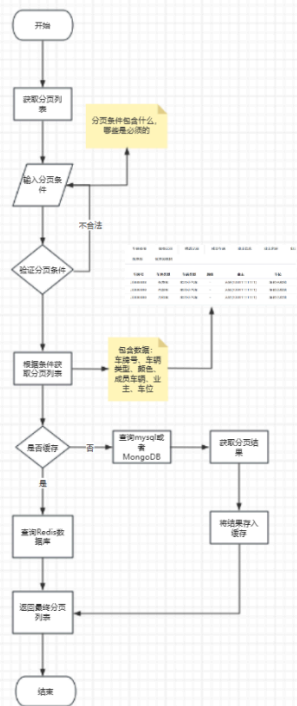 开始
获取分页列
表
分页条件包含什么，
哪些是必须的
输入分页条
件
不合法
验证分页条件
根据条件获
取分页列表
包含数据：
车牌号、车辆
类型、颜色、
成员车辆、业
主、车位
是否缓存
否
查询mysql或
者
MongoDB
获取分页结
果
是
查询Redis数
据库
将结果存入
缓存
返回最终分页
列表
结束